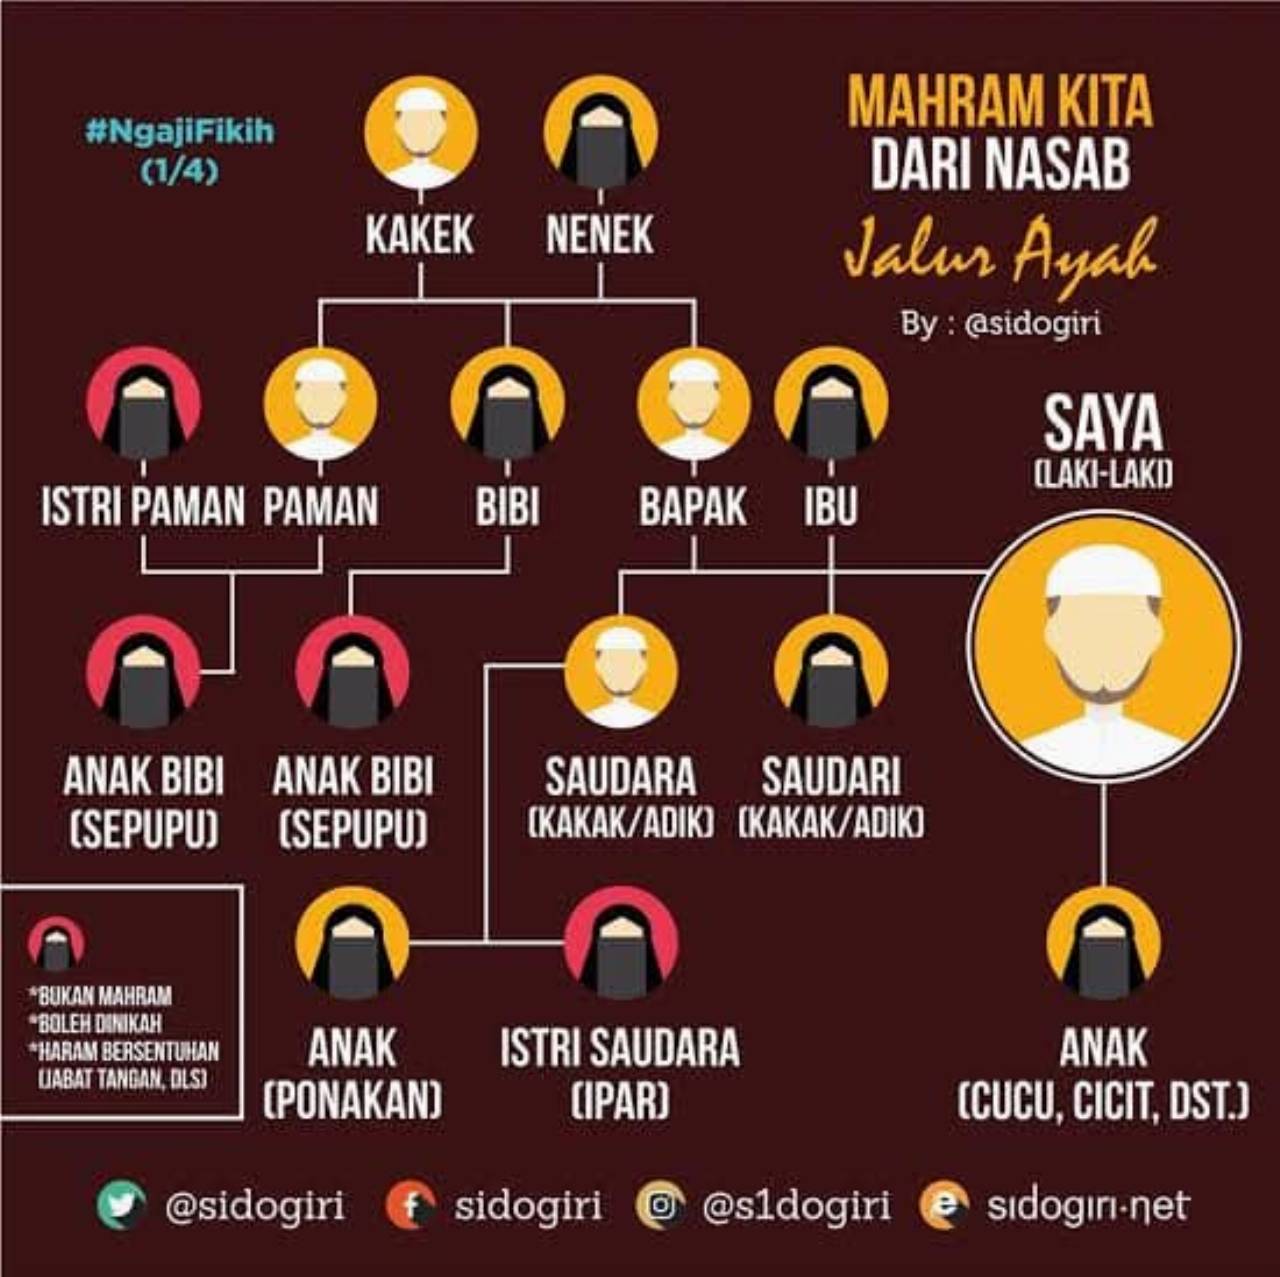 #NgajiFikih
(1/4)
MAHRAM KITA
DARI NASAB
Jalur Ayah
By : @sidogiri
KAKEK
NENEK
SAYA
(LAKI-LAKI)
ISTRI PAMAN
PAMAN
BIBI
BAPAK
IBU
ANAK BIBI
(SEPUPU)
ANAK BIBI
(SEPUPU)
SAUDARA
(KAKAK/ADIK)
SAUDARI
(KAKAK/ADIK)
*BUKAN MAHRAM
*BOLEH DINIKAH
*HARAM BERSENTUHAN
(JABAT TANGAN, DLS)
ANAK
(PONAKAN)
ISTRI SAUDARA
(IPAR)
ANAK
(CUCU, CICIT, DST.)
@sidogiri
sidogiri
@s1dogiri
sidogiri.net